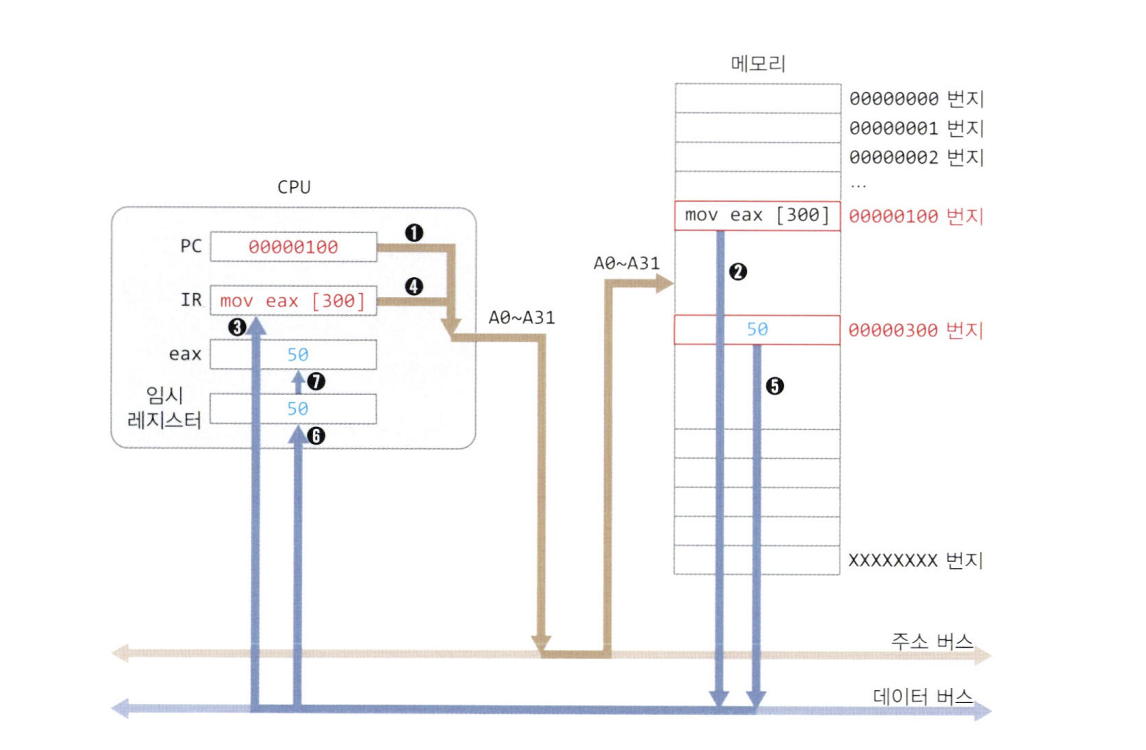 메모리
00000000 번지
00000001 번지
00000002 번지
...
CPU
mov eax [300] 00000100 번지
PC 00000100 ❶
A0~A31
❷
IR mov eax [300] ❹
❸
A0~A31
50 00000300 번지
eax 50
❼
❺
임시
레지스터
50
❻
XXXXXXXX 번지
주소 버스
데이터 버스